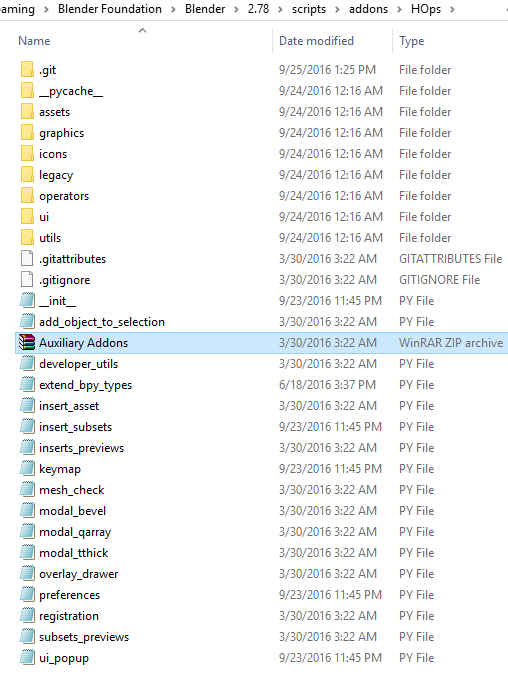 aming > Blender Foundation > Blender > 2.78 > scripts > addons > HOps >
Name Date modified Type
.git 9/25/2016 1:25 PM File folder
__pycache__ 9/24/2016 12:16 AM File folder
assets 9/24/2016 12:16 AM File folder
graphics 9/24/2016 12:16 AM File folder
icons 9/24/2016 12:16 AM File folder
legacy 9/24/2016 12:16 AM File folder
operators 9/24/2016 12:16 AM File folder
ui 9/24/2016 12:16 AM File folder
utils 9/24/2016 12:16 AM File folder
.gitattributes 3/30/2016 3:22 AM GITATTRIBUTES File
.gitignore 3/30/2016 3:22 AM GITIGNORE File
__init__ 9/23/2016 11:45 PM PY File
add_object_to_selection 3/30/2016 3:22 AM PY File
Auxiliary Addons 3/30/2016 3:22 AM WinRAR ZIP archive
developer_utils 3/30/2016 3:22 AM PY File
extend_bpy_types 6/18/2016 3:37 PM PY File
insert_asset 3/30/2016 3:22 AM PY File
insert_subsets 9/23/2016 11:45 PM PY File
inserts_previews 3/30/2016 3:22 AM PY File
keymap 9/23/2016 11:45 PM PY File
mesh_check 3/30/2016 3:22 AM PY File
modal_bevel 3/30/2016 3:22 AM PY File
modal_qarray 3/30/2016 3:22 AM PY File
modal_tthick 3/30/2016 3:22 AM PY File
overlay_drawer 3/30/2016 3:22 AM PY File
preferences 9/23/2016 11:45 PM PY File
registration 3/30/2016 3:22 AM PY File
subsets_previews 3/30/2016 3:22 AM PY File
ui_popup 9/23/2016 11:45 PM PY File